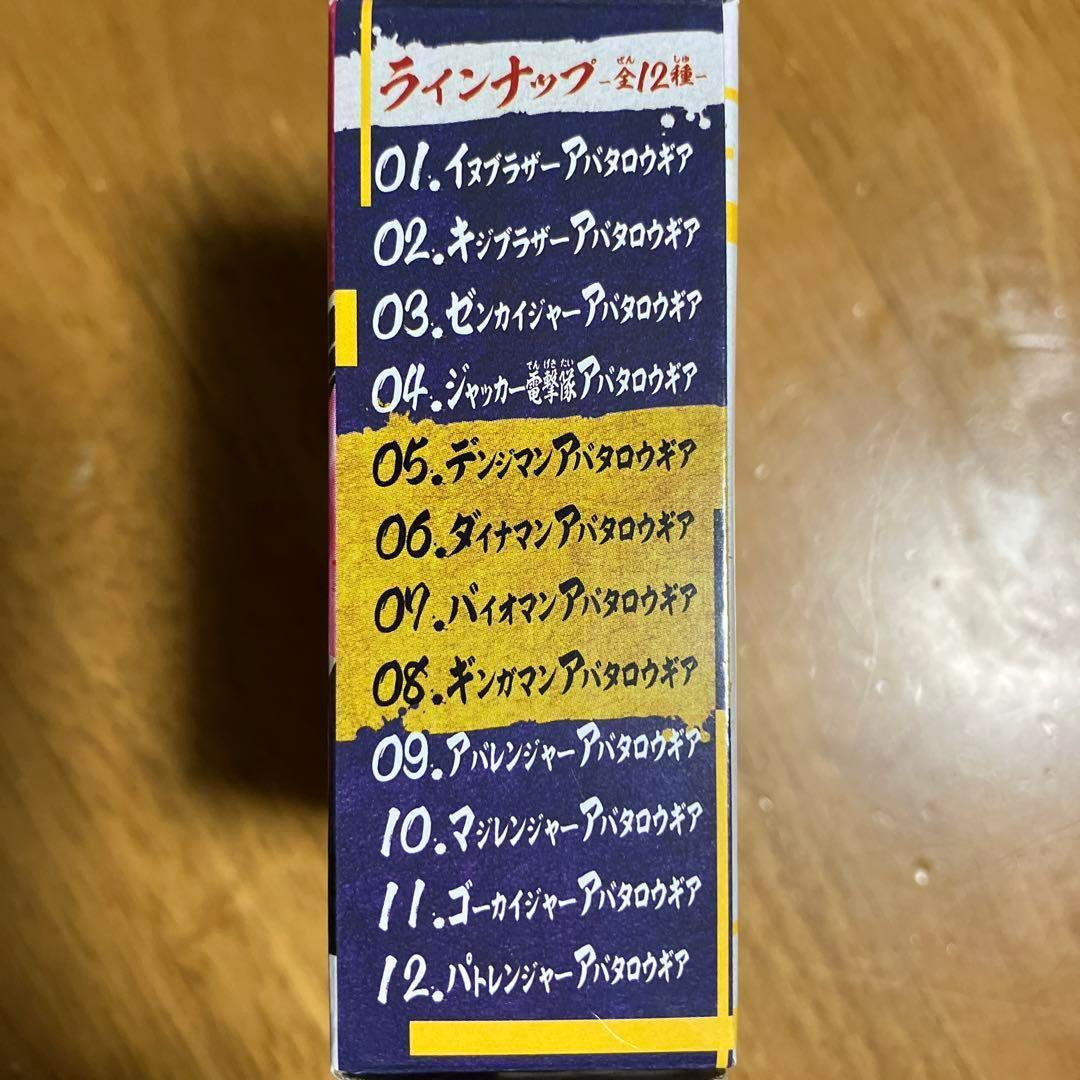 ラインナップ-全12種-
01.イヌブラザーアバタロウギア
02.キジブラザーアバタロウギア
03.ゼンカイジャーアバタロウギア
04.ジャッカー電撃隊アバタロウギア
05.デンジマンアバタロウギア
06.ダイナマンアバタロウギア
07.バイオマンアバタロウギア
08.ギンガマンアバタロウギア
09.アバレンジャーアバタロウギア
10.マジレンジャーアバタロウギア
11.ゴーカイジャーアバタロウギア
12.パトレンジャーアバタロウギア